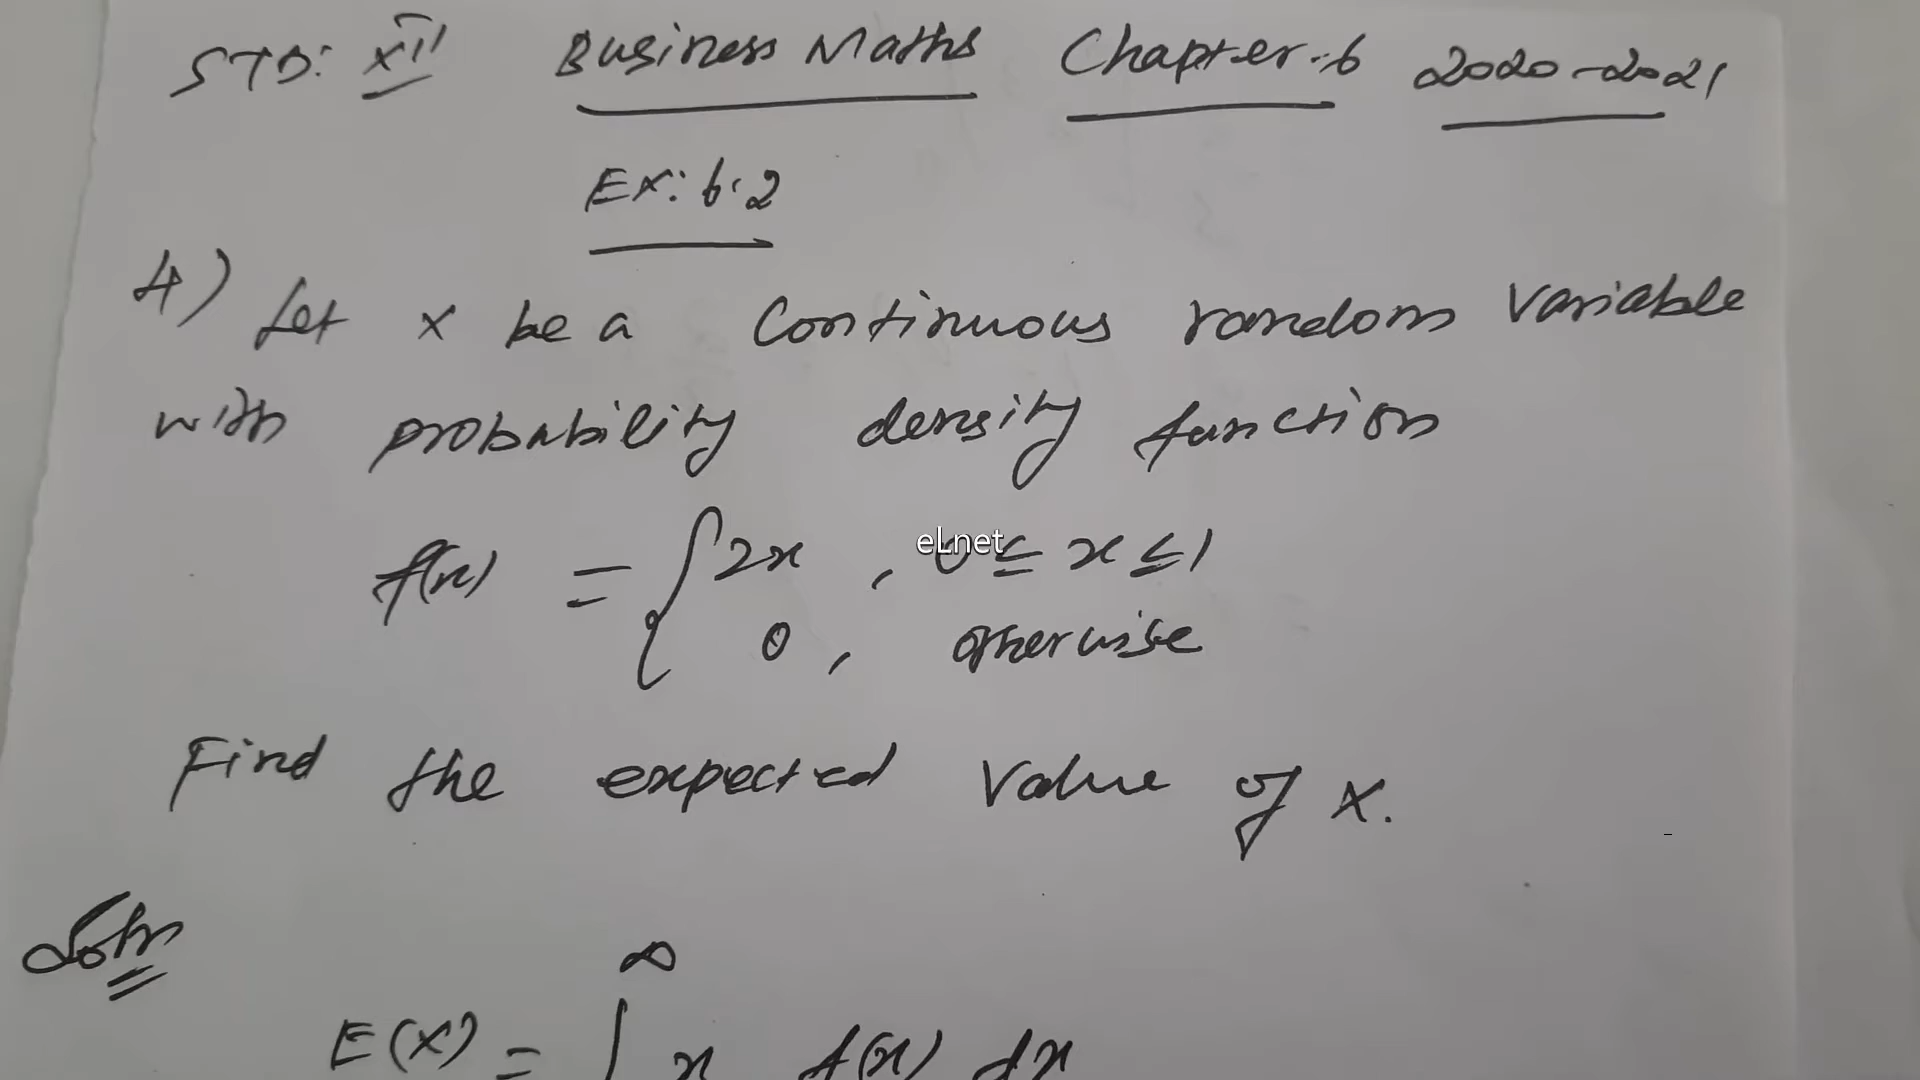 STD: XII Business Maths Chapter-6 2020-2021
Ex: 6.2
4) Let X be a Continuous random variable
with probability density function
f(x) = { 2x , 0 ≤ x ≤ 1
0 , otherwise
eLnet
Find the expected value of X.
Soln
∞
E(X) = ∫ x f(x) dx